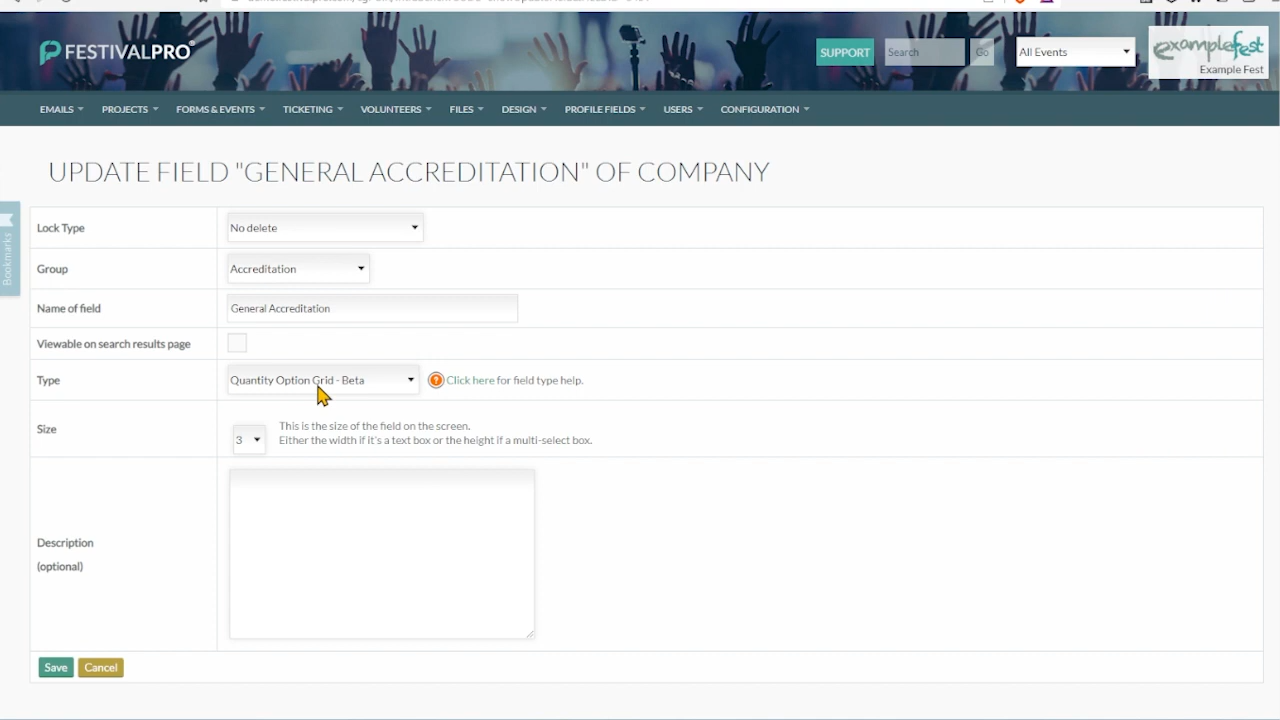 FESTIVALPRO®
SUPPORT
Search
Go
All Events
examplefest
Example Fest
EMAILS
PROJECTS
FORMS & EVENTS
TICKETING
VOLUNTEERS
FILES
DESIGN
PROFILE FIELDS
USERS
CONFIGURATION
UPDATE FIELD "GENERAL ACCREDITATION" OF COMPANY
Bookmarks
Lock Type
No delete
Group
Accreditation
Name of field
General Accreditation
Viewable on search results page
Type
Quantity Option Grid - Beta
Click here for field type help.
Size
3
This is the size of the field on the screen.
Either the width if it's a text box or the height if a multi-select box.
Description
(optional)
Save
Cancel